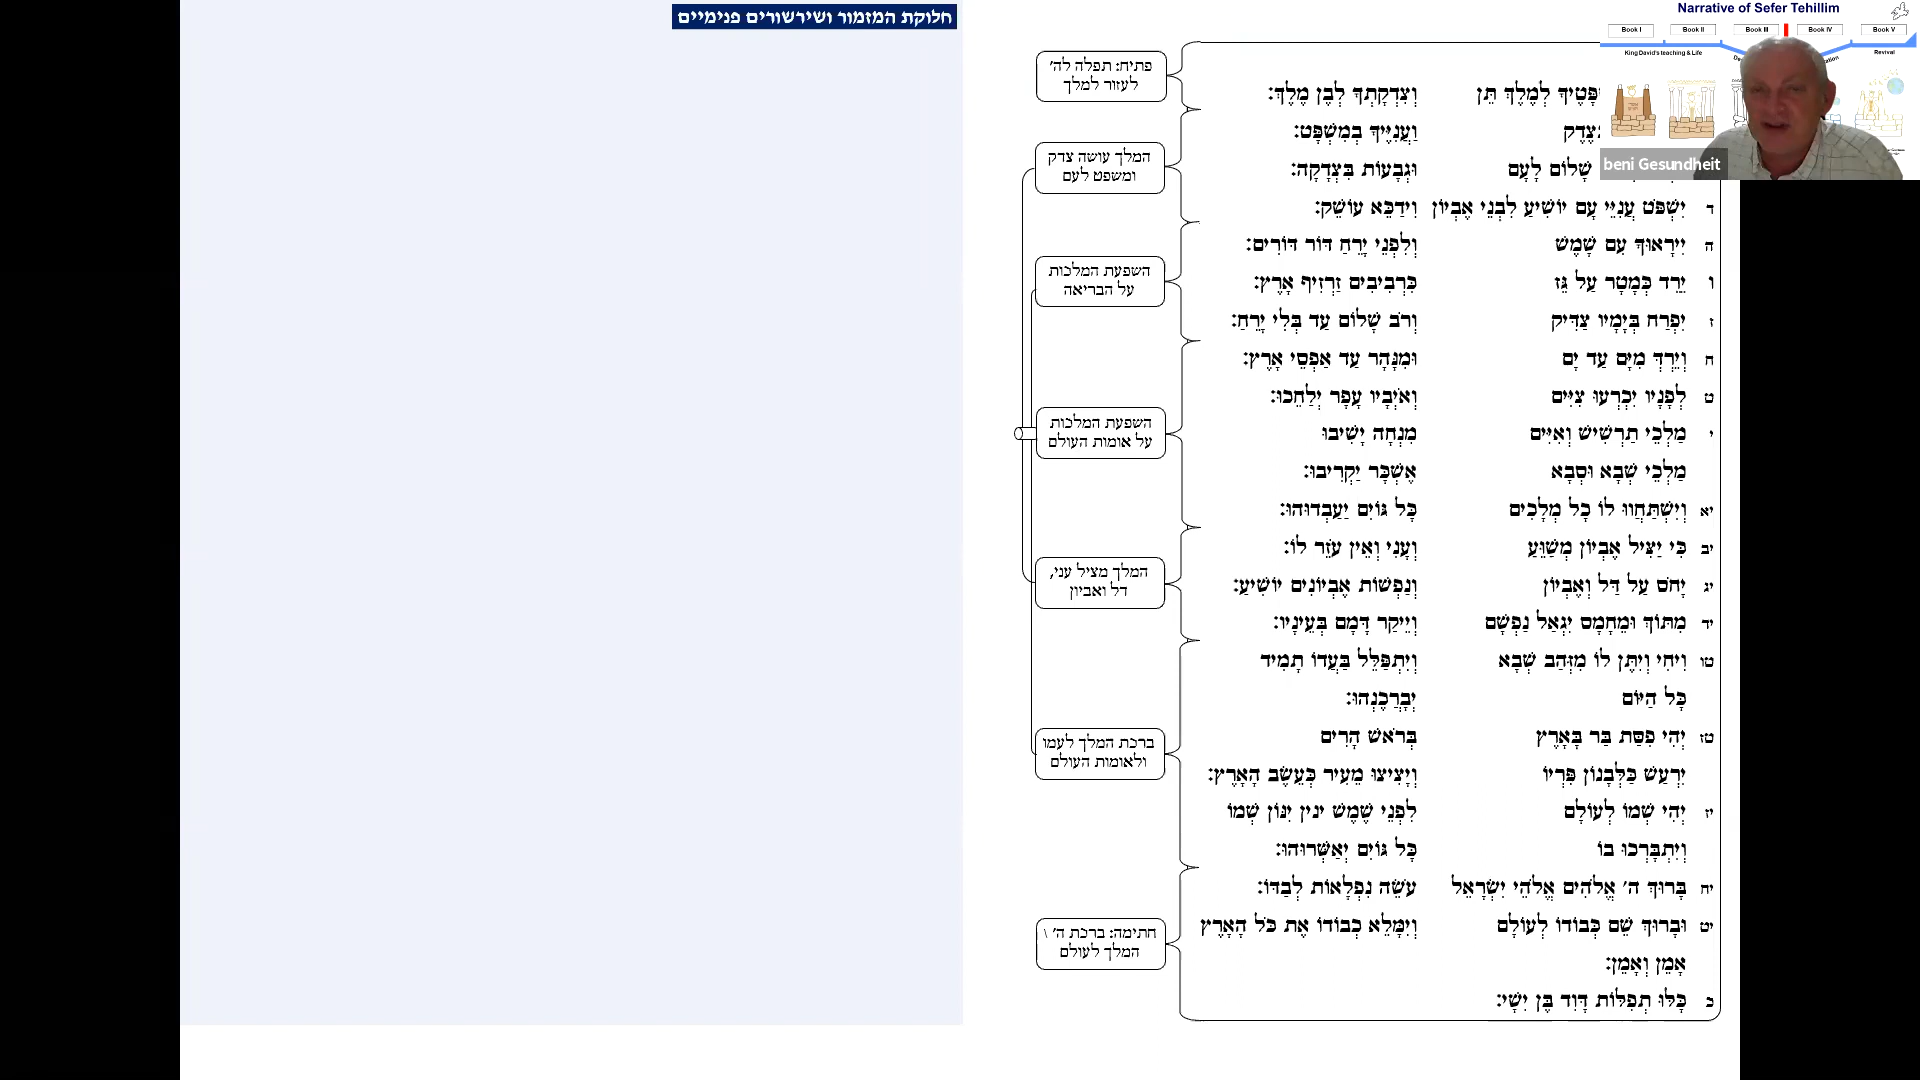 חלוקת המזמור ושירשורים פנימיים
Narrative of Sefer Tehillim
Book I
Book II
Book III
Book IV
Book V
King David's teaching & Life
Revival
beni Gesundheit
פתיח: תפלה לה'
לעזור למלך
המלך עושה צדק
ומשפט לעם
השפעת המלכות
על הבריאה
השפעת המלכות
על אומות העולם
המלך מציל עני,
דל ואביון
ברכת המלך לעמו
ולאומות העולם
חתימה: ברכת ה' \
המלך לעולם
לְמֶלֶךְ תֵּן וְצִדְקָתְךָ לְבֶן מֶלֶךְ:
וַעֲנִיֶּיךָ בְמִשְׁפָּט:
שָׁלוֹם לָעָם וּגְבָעוֹת בִּצְדָקָה:
ד יִשְׁפֹּט עֲנִיֵּי עָם יוֹשִׁיעַ לִבְנֵי אֶבְיוֹן וִידַכֵּא עוֹשֵׁק:
ה יִירָאוּךָ עִם שָׁמֶשׁ וְלִפְנֵי יָרֵחַ דּוֹר דּוֹרִים:
ו יֵרֵד כְּמָטָר עַל גֵּז כִּרְבִיבִים זַרְזִיף אָרֶץ:
ז יִפְרַח בְּיָמָיו צַדִּיק וְרֹב שָׁלוֹם עַד בְּלִי יָרֵחַ:
ח וְיֵרְדְּ מִיָּם עַד יָם וּמִנָּהָר עַד אַפְסֵי אָרֶץ:
ט לְפָנָיו יִכְרְעוּ צִיִּים וְאֹיְבָיו עָפָר יְלַחֵכוּ:
י מַלְכֵי תַרְשִׁישׁ וְאִיִּים מִנְחָה יָשִׁיבוּ
מַלְכֵי שְׁבָא וּסְבָא אֶשְׁכָּר יַקְרִיבוּ:
יא וְיִשְׁתַּחֲווּ לוֹ כָל מְלָכִים כָּל גּוֹיִם יַעַבְדוּהוּ:
יב כִּי יַצִּיל אֶבְיוֹן מְשַׁוֵּעַ וְעָנִי וְאֵין עֹזֵר לוֹ:
יג יָחֹס עַל דַּל וְאֶבְיוֹן וְנַפְשׁוֹת אֶבְיוֹנִים יוֹשִׁיעַ:
יד מִתּוֹךְ וּמֵחָמָס יִגְאַל נַפְשָׁם וְיֵיקַר דָּמָם בְּעֵינָיו:
טו וִיחִי וְיִתֶּן לוֹ מִזְּהַב שְׁבָא וְיִתְפַּלֵּל בַּעֲדוֹ תָמִיד
כָּל הַיּוֹם יְבָרֲכֶנְהוּ:
טז יְהִי פִסַּת בַּר בָּאָרֶץ בְּרֹאשׁ הָרִים
יִרְעַשׁ כַּלְּבָנוֹן פִּרְיוֹ וְיָצִיצוּ מֵעִיר כְּעֵשֶׂב הָאָרֶץ:
יז יְהִי שְׁמוֹ לְעוֹלָם לִפְנֵי שֶׁמֶשׁ ינין יִנּוֹן שְׁמוֹ
וְיִתְבָּרְכוּ בוֹ כָּל גּוֹיִם יְאַשְּׁרוּהוּ:
יח בָּרוּךְ ה' אֱלֹהִים אֱלֹהֵי יִשְׂרָאֵל עֹשֵׂה נִפְלָאוֹת לְבַדּוֹ:
יט וּבָרוּךְ שֵׁם כְּבוֹדוֹ לְעוֹלָם וְיִמָּלֵא כְבוֹדוֹ אֶת כֹּל הָאָרֶץ
אָמֵן וְאָמֵן:
כ כָּלּוּ תְפִלּוֹת דָּוִד בֶּן יִשָׁי: